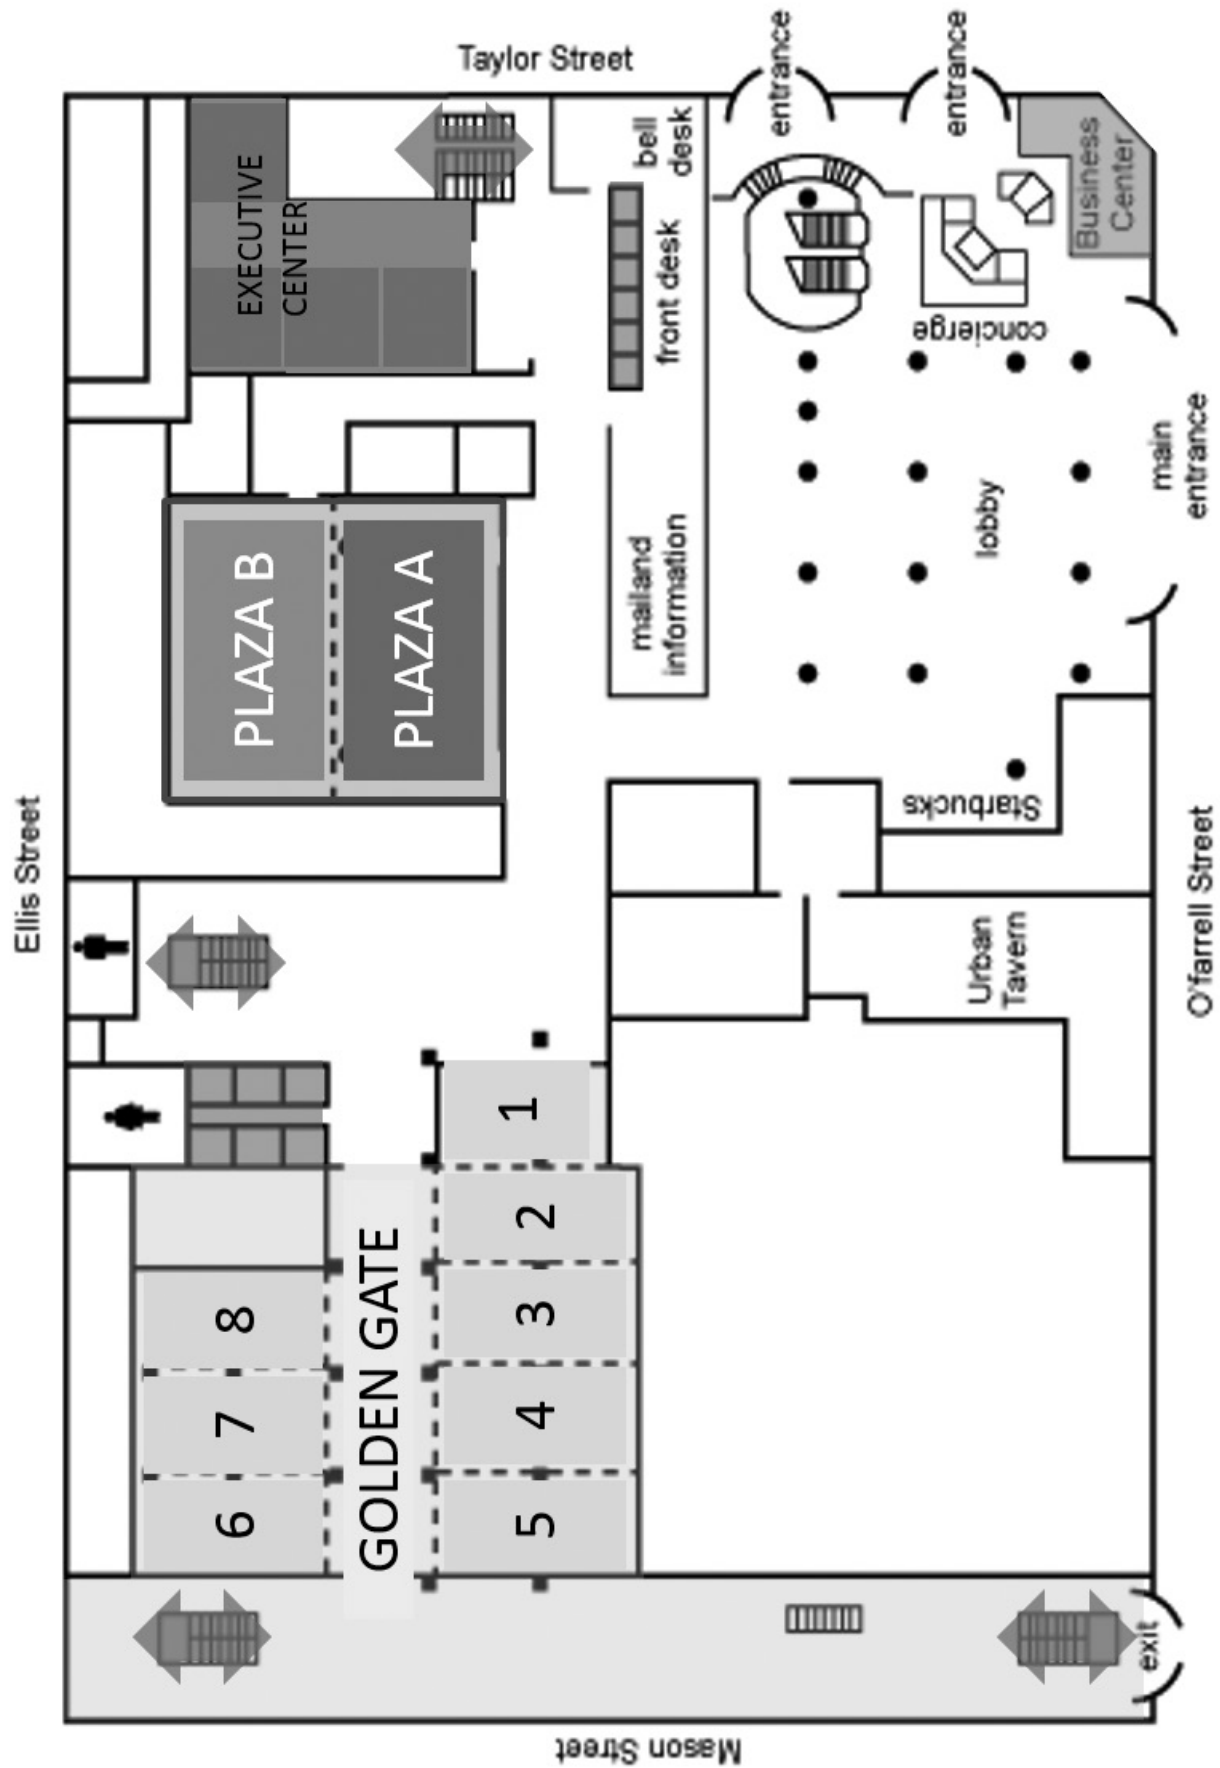 Taylor Street
entrance
entrance
EXECUTIVE
CENTER
bell
desk
Business
Center
front desk
concierge
main
entrance
lobby
mail and
information
PLAZA B
PLAZA A
Ellis Street
Starbucks
O'farrell Street
Urban
Tavern
1
2
3
4
5
8
7
6
GOLDEN GATE
exit
Mason Street